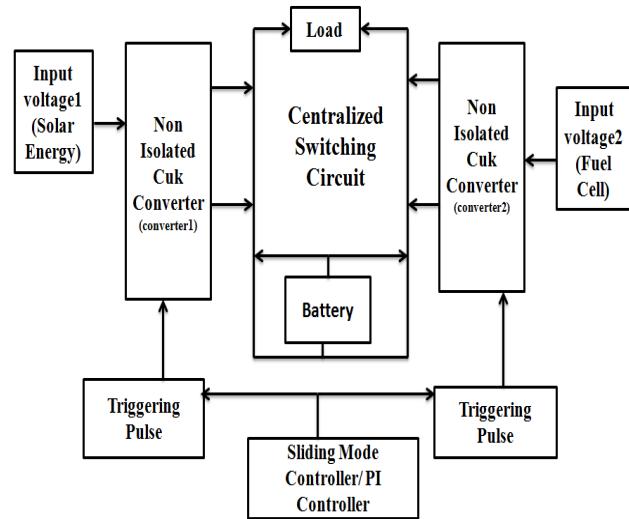 Load
Input
voltage1
(Solar
Energy)
Non
Isolated
Cuk
Converter
(converter1)
Centralized
Switching
Circuit
Non
Isolated
Cuk
Converter
(converter2)
Input
voltage2
(Fuel
Cell)
Battery
Triggering
Pulse
Triggering
Pulse
Sliding Mode
Controller/ PI
Controller